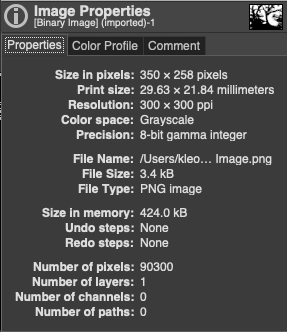 Image Properties
[Binary Image] (imported)-1
Properties Color Profile Comment
Size in pixels: 350 × 258 pixels
Print size: 29.63 × 21.84 millimeters
Resolution: 300 × 300 ppi
Color space: Grayscale
Precision: 8-bit gamma integer
File Name: /Users/kleo… Image.png
File Size: 3.4 kB
File Type: PNG image
Size in memory: 424.0 kB
Undo steps: None
Redo steps: None
Number of pixels: 90300
Number of layers: 1
Number of channels: 0
Number of paths: 0